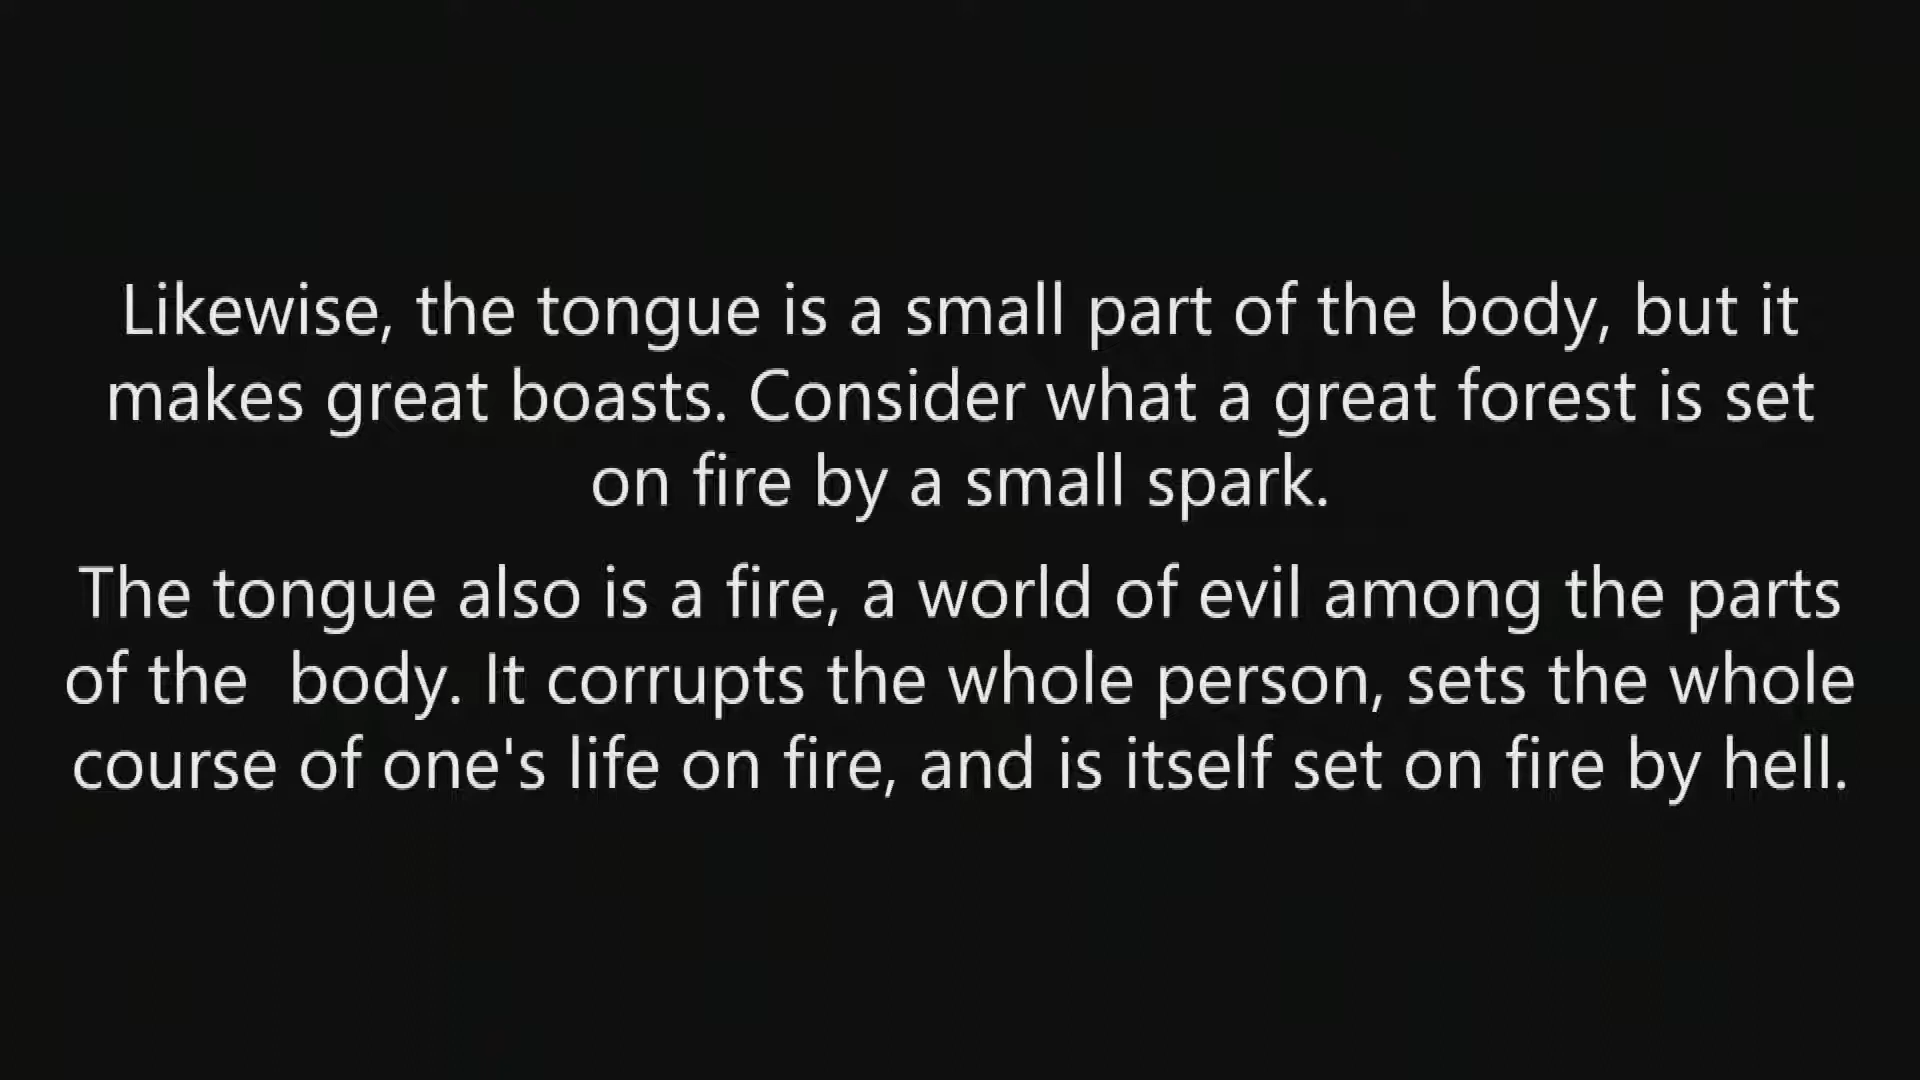 Likewise, the tongue is a small part of the body, but it
makes great boasts. Consider what a great forest is set
on fire by a small spark.
The tongue also is a fire, a world of evil among the parts
of the  body. It corrupts the whole person, sets the whole
course of one's life on fire, and is itself set on fire by hell.